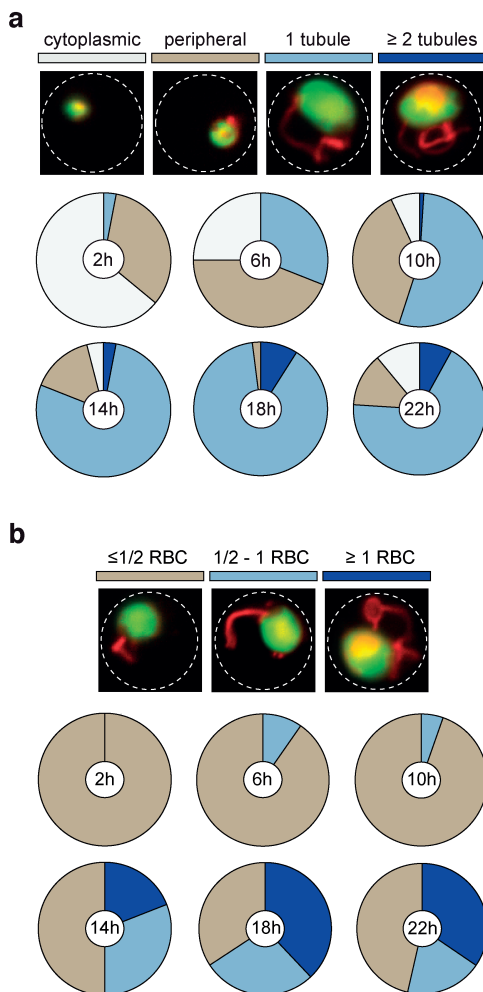 a
cytoplasmic peripheral 1 tubule ≥ 2 tubules
2h 6h 10h
14h 18h 22h
b
≤1/2 RBC 1/2 - 1 RBC ≥ 1 RBC
2h 6h 10h
14h 18h 22h